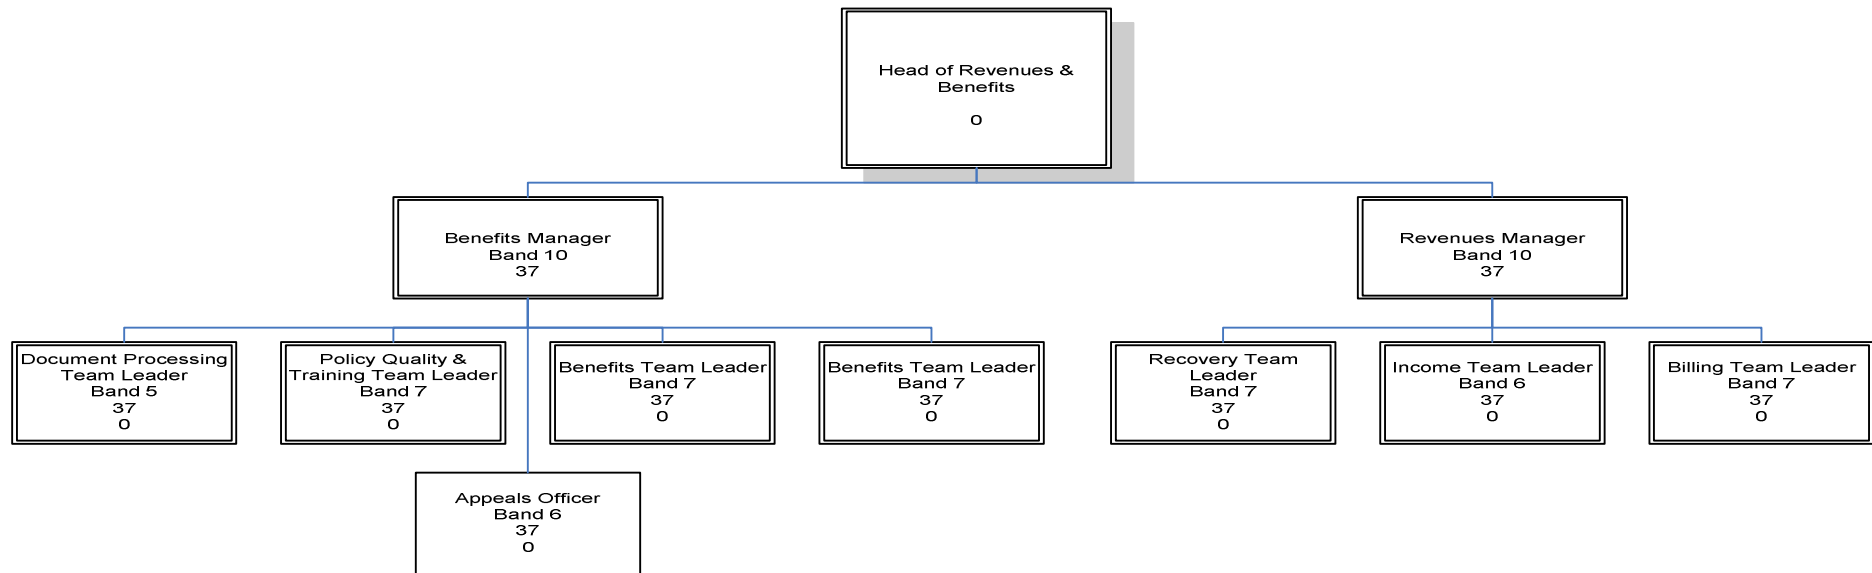 Head of Revenues &
Benefits
0
Benefits Manager
Band 10
37
Revenues Manager
Band 10
37
Document Processing
Team Leader
Band 5
37
0
Policy Quality &
Training Team Leader
Band 7
37
0
Benefits Team Leader
Band 7
37
0
Benefits Team Leader
Band 7
37
0
Recovery Team
Leader
Band 7
37
0
Income Team Leader
Band 6
37
0
Billing Team Leader
Band 7
37
0
Appeals Officer
Band 6
37
0